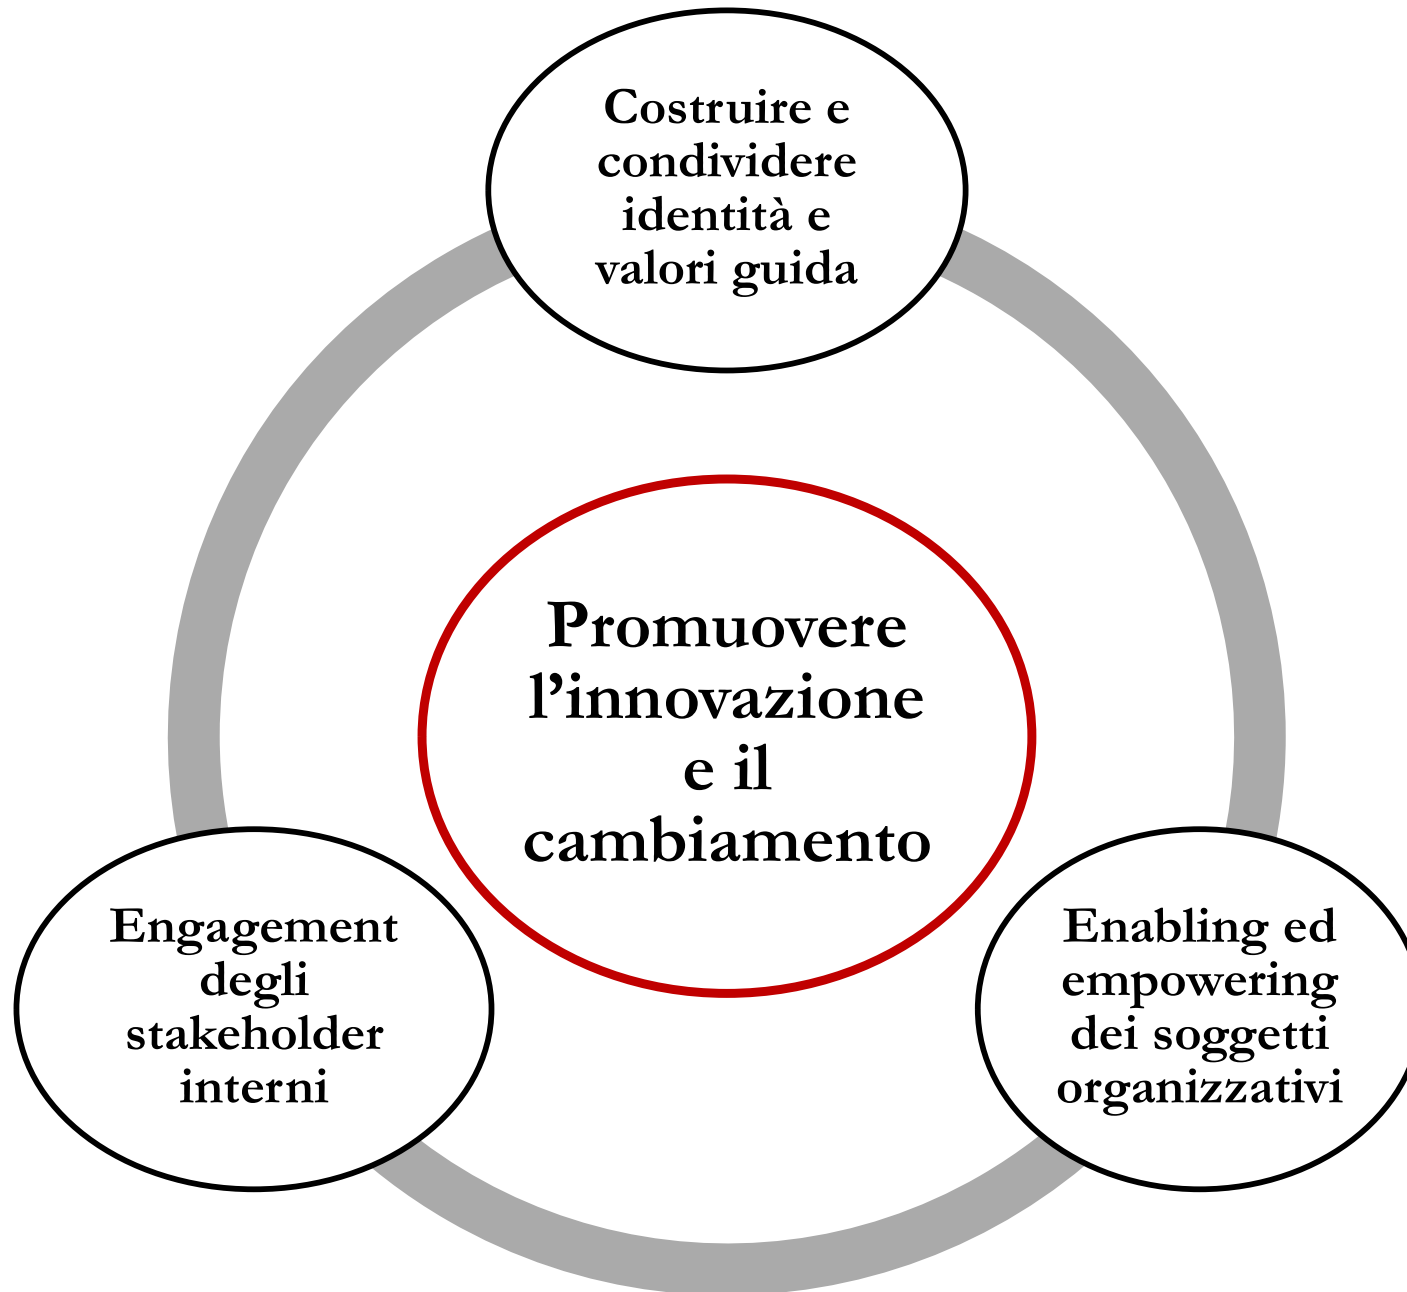 Costruire e
condividere
identità e
valori guida
Promuovere
l’innovazione
e il
cambiamento
Engagement
degli
stakeholder
interni
Enabling ed
empowering
dei soggetti
organizzativi